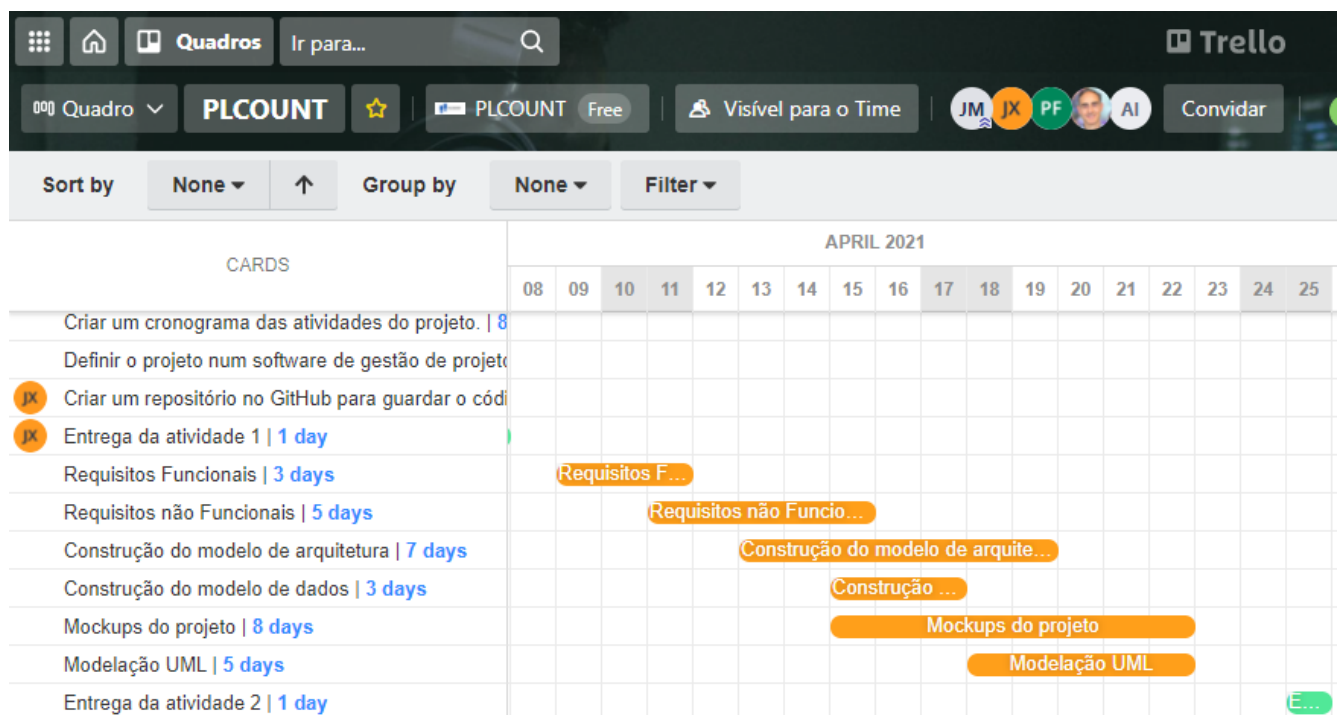 Quadros Ir para... Trello
Quadro PLCOUNT PLCOUNT Free Visível para o Time JM JX PF AI Convidar
Sort by None Group by None Filter
CARDS APRIL 2021
08 09 10 11 12 13 14 15 16 17 18 19 20 21 22 23 24 25
Criar um cronograma das atividades do projeto. | 8
Definir o projeto num software de gestão de projeto
JX Criar um repositório no GitHub para guardar o códi
JX Entrega da atividade 1 | 1 day
Requisitos Funcionais | 3 days Requisitos F...
Requisitos não Funcionais | 5 days Requisitos não Funcio...
Construção do modelo de arquitetura | 7 days Construção do modelo de arquite...
Construção do modelo de dados | 3 days Construção ...
Mockups do projeto | 8 days Mockups do projeto
Modelação UML | 5 days Modelação UML
Entrega da atividade 2 | 1 day E...